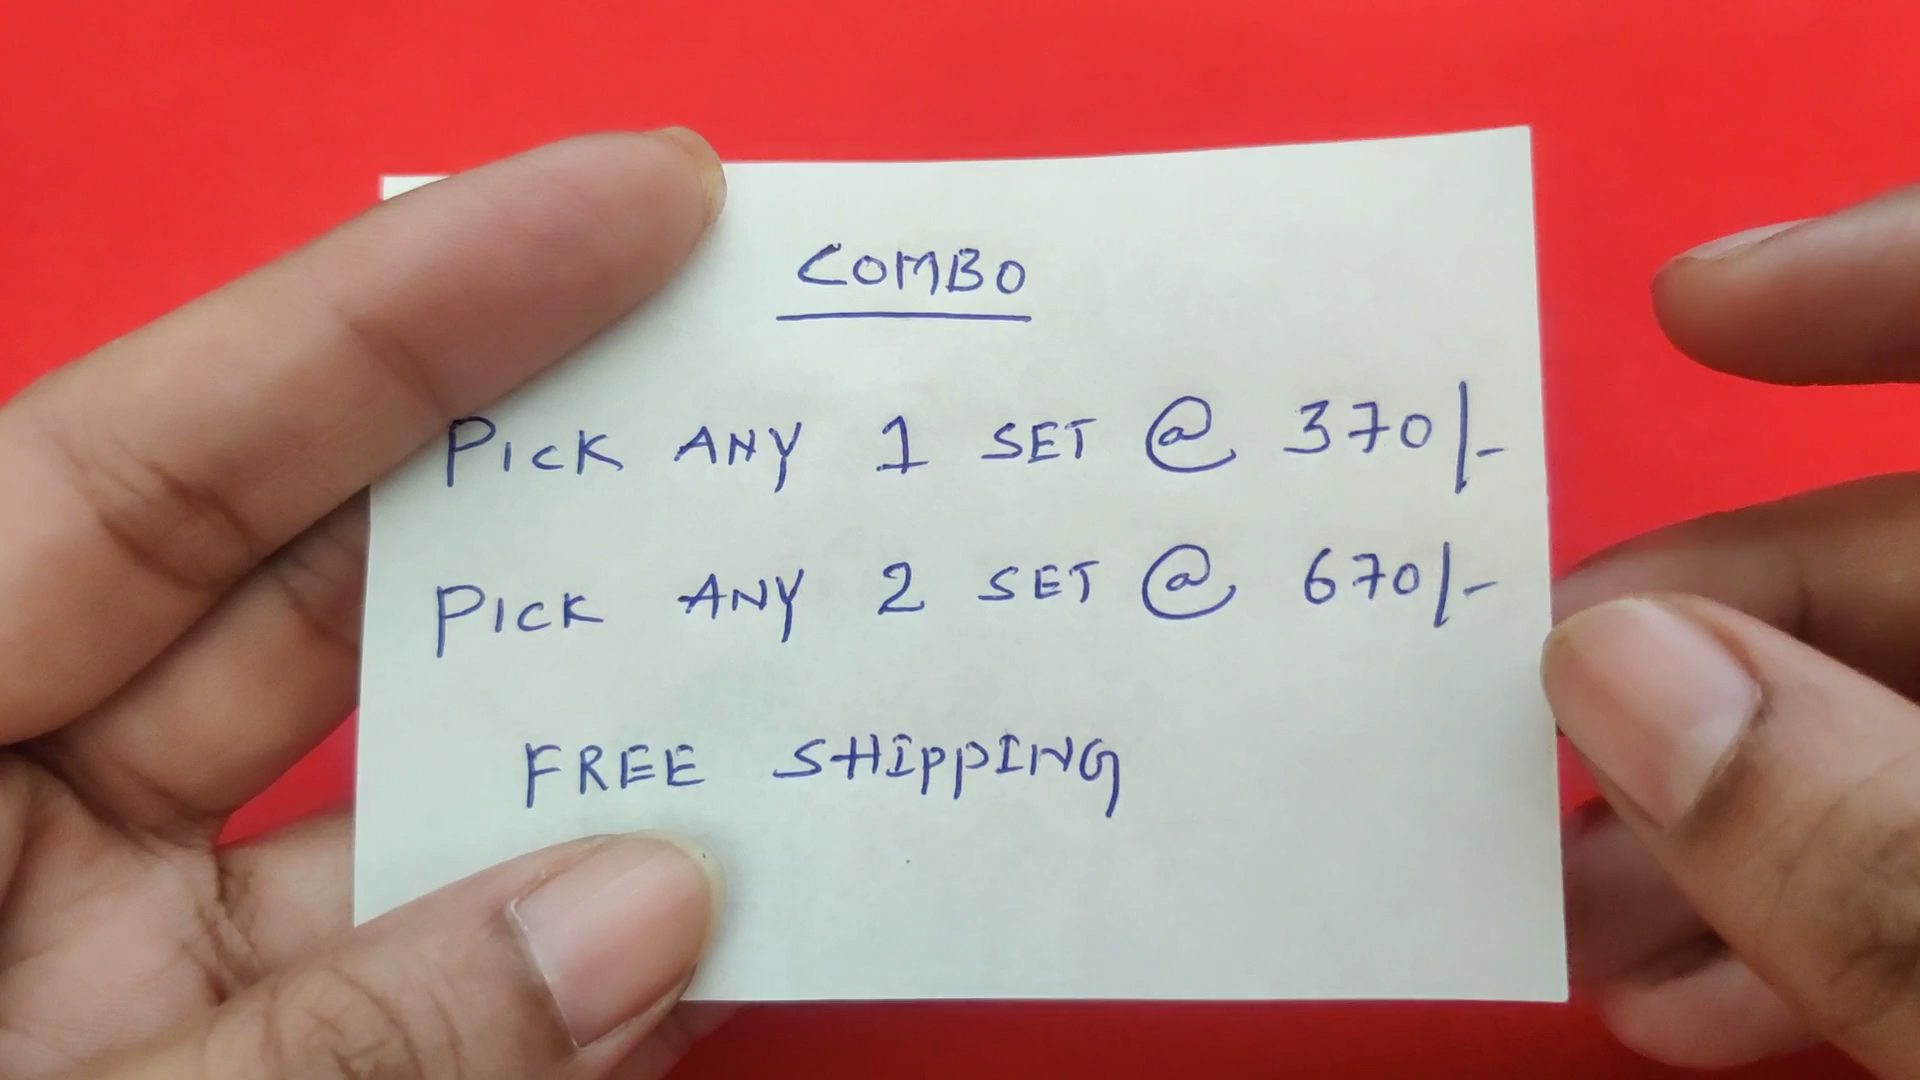 COMBO
PICK ANY 1 SET @ 370/-
PICK ANY 2 SET @ 670/-
FREE SHIPPING